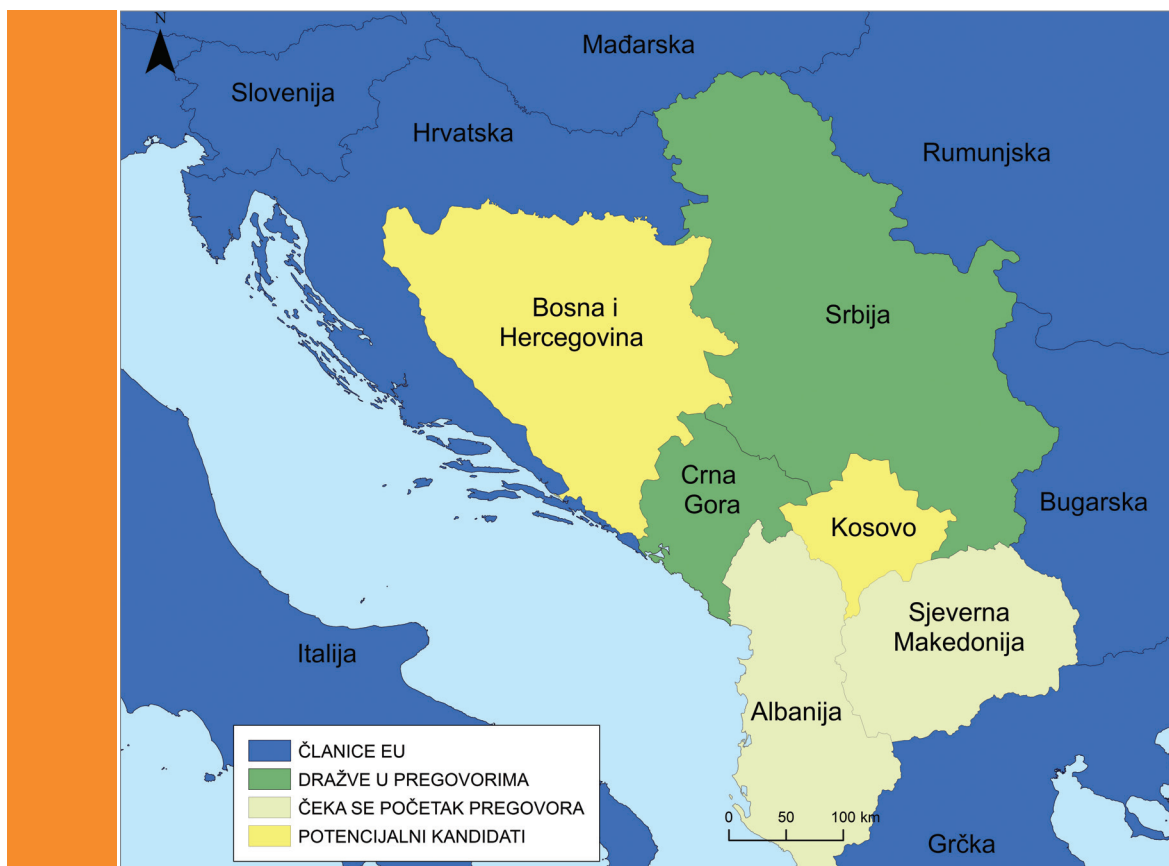 N
Mađarska
Slovenija
Hrvatska
Rumunjska
Bosna i
Hercegovina
Srbija
Crna
Gora
Kosovo
Bugarska
Sjeverna
Makedonija
Italija
Albanija
Grčka
ČLANICE EU
DRAŽVE U PREGOVORIMA
ČEKA SE POČETAK PREGOVORA
POTENCIJALNI KANDIDATI
0 50 100 km